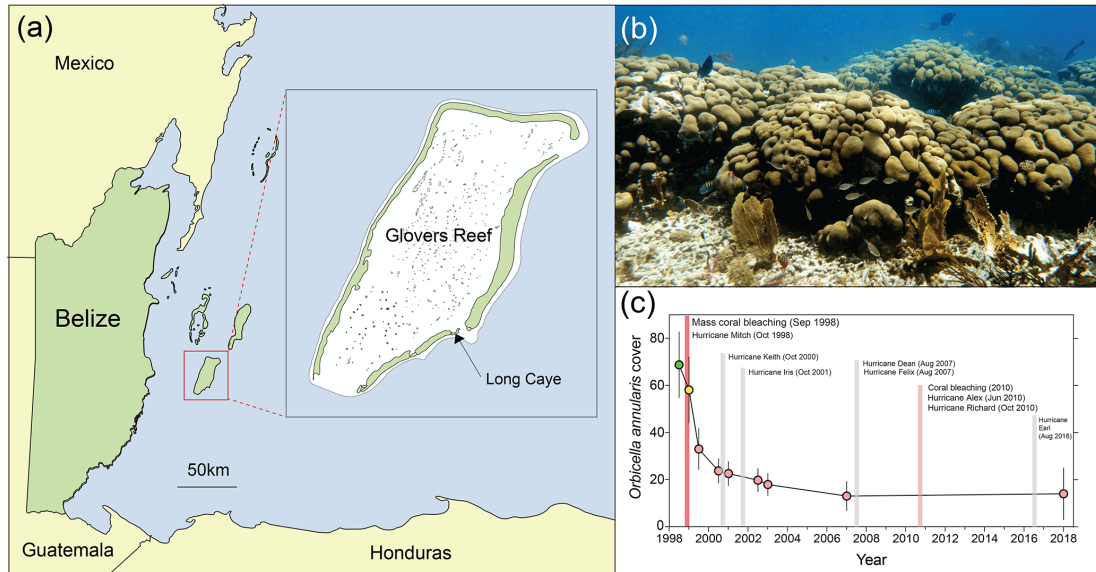 (a)
Mexico
Belize
Guatemala
Honduras
50km
Glovers Reef
Long Caye
(b)
(c)
Orbicella annularis cover
80
60
40
20
0
Mass coral bleaching (Sep 1998)
Hurricane Mitch (Oct 1998)
Hurricane Keith (Oct 2000)
Hurricane Iris (Oct 2001)
Hurricane Dean (Aug 2007)
Hurricane Felix (Aug 2007)
Coral bleaching (2010)
Hurricane Alex (Jun 2010)
Hurricane Richard (Oct 2010)
Hurricane
Earl
(Aug 2016)
1998 2000 2002 2004 2006 2008 2010 2012 2014 2016 2018
Year